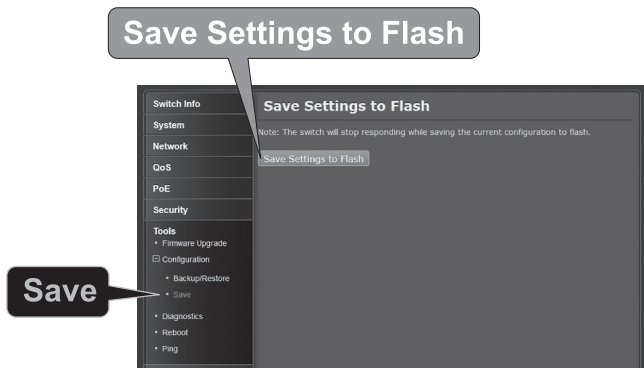 Save Settings to Flash
Switch Info
System
Network
QoS
PoE
Security
Tools
• Firmware Upgrade
Configuration
• Backup/Restore
• Save
• Diagnostics
• Reboot
• Ping
Save Settings to Flash
Note: The switch will stop responding while saving the current configuration to flash.
Save Settings to Flash
Save